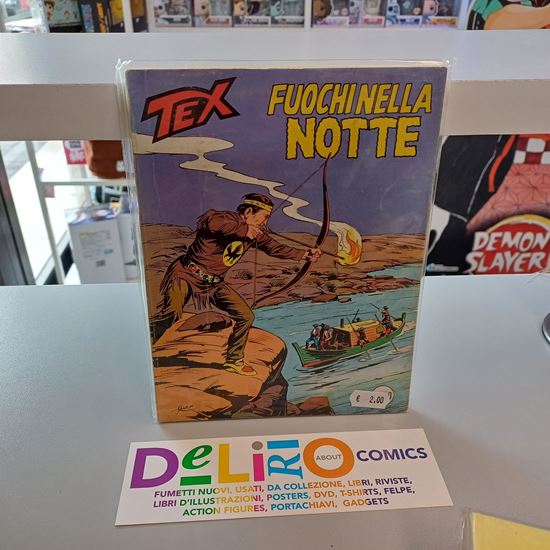 TEX
FUOCHI NELLA
NOTTE
DEMON
SLAYER
€ 2,00
DeLiRiO ABOUT COMICS
FUMETTI NUOVI, USATI, DA COLLEZIONE, LIBRI, RIVISTE,
LIBRI D'ILLUSTRAZIONI, POSTERS, DVD, T-SHIRTS, FELPE,
ACTION FIGURES, PORTACHIAVI, GADGETS